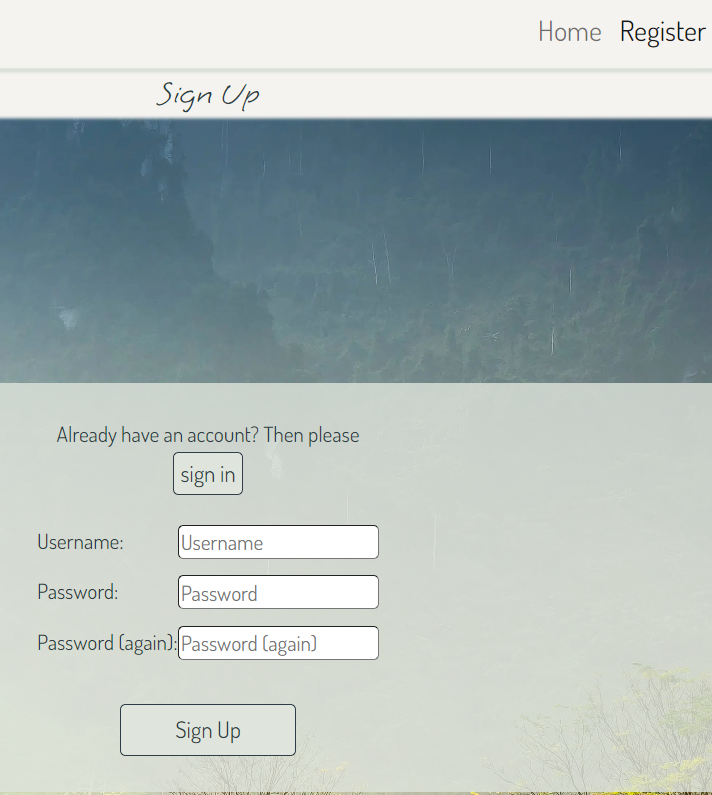 Home Register
Sign Up
Already have an account? Then please
sign in
Username: Username
Password: Password
Password (again): Password (again)
Sign Up